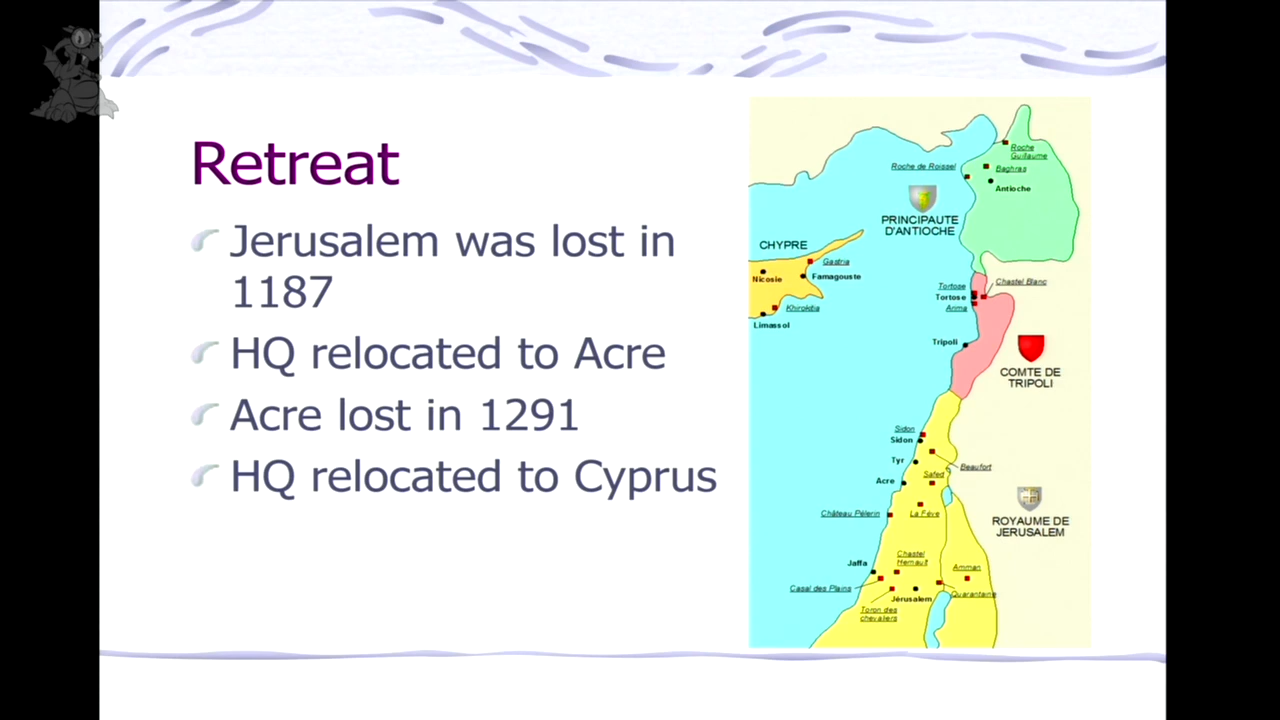 Retreat
Jerusalem was lost in
1187
HQ relocated to Acre
Acre lost in 1291
HQ relocated to Cyprus
Roche
Guillaume
Roche de Roissel
Baghras
Antioche
PRINCIPAUTE
D'ANTIOCHE
CHYPRE
Gastria
Nicosie
Famagouste
Khirokitia
Limassol
Chastel Blanc
Tortose
Tortose
Arima
Tripoli
COMTE DE
TRIPOLI
Sidon
Sidon
Tyr
Beaufort
Safed
Acre
Château Pélerin
La Fève
ROYAUME DE
JERUSALEM
Chastel
Hernault
Jaffa
Amman
Casal des Plains
Quarantaine
Jérusalem
Toron des
chevaliers